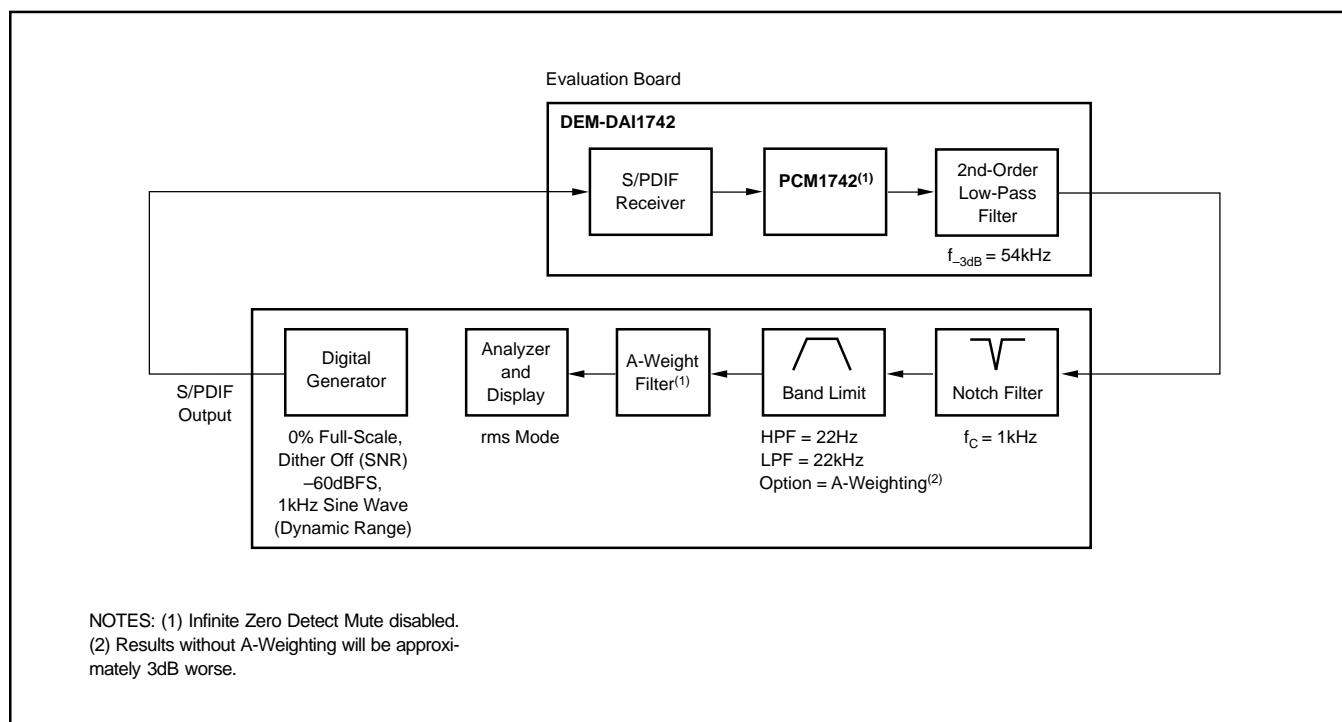 Evaluation Board
DEM-DAI1742
S/PDIF
Receiver
PCM1742(1)
2nd-Order
Low-Pass
Filter
f–3dB = 54kHz
S/PDIF
Output
Digital
Generator
0% Full-Scale,
Dither Off (SNR)
–60dBFS,
1kHz Sine Wave
(Dynamic Range)
Analyzer
and
Display
rms Mode
A-Weight
Filter(1)
Band Limit
HPF = 22Hz
LPF = 22kHz
Option = A-Weighting(2)
Notch Filter
fC = 1kHz
NOTES: (1) Infinite Zero Detect Mute disabled.
(2) Results without A-Weighting will be approxi-
mately 3dB worse.